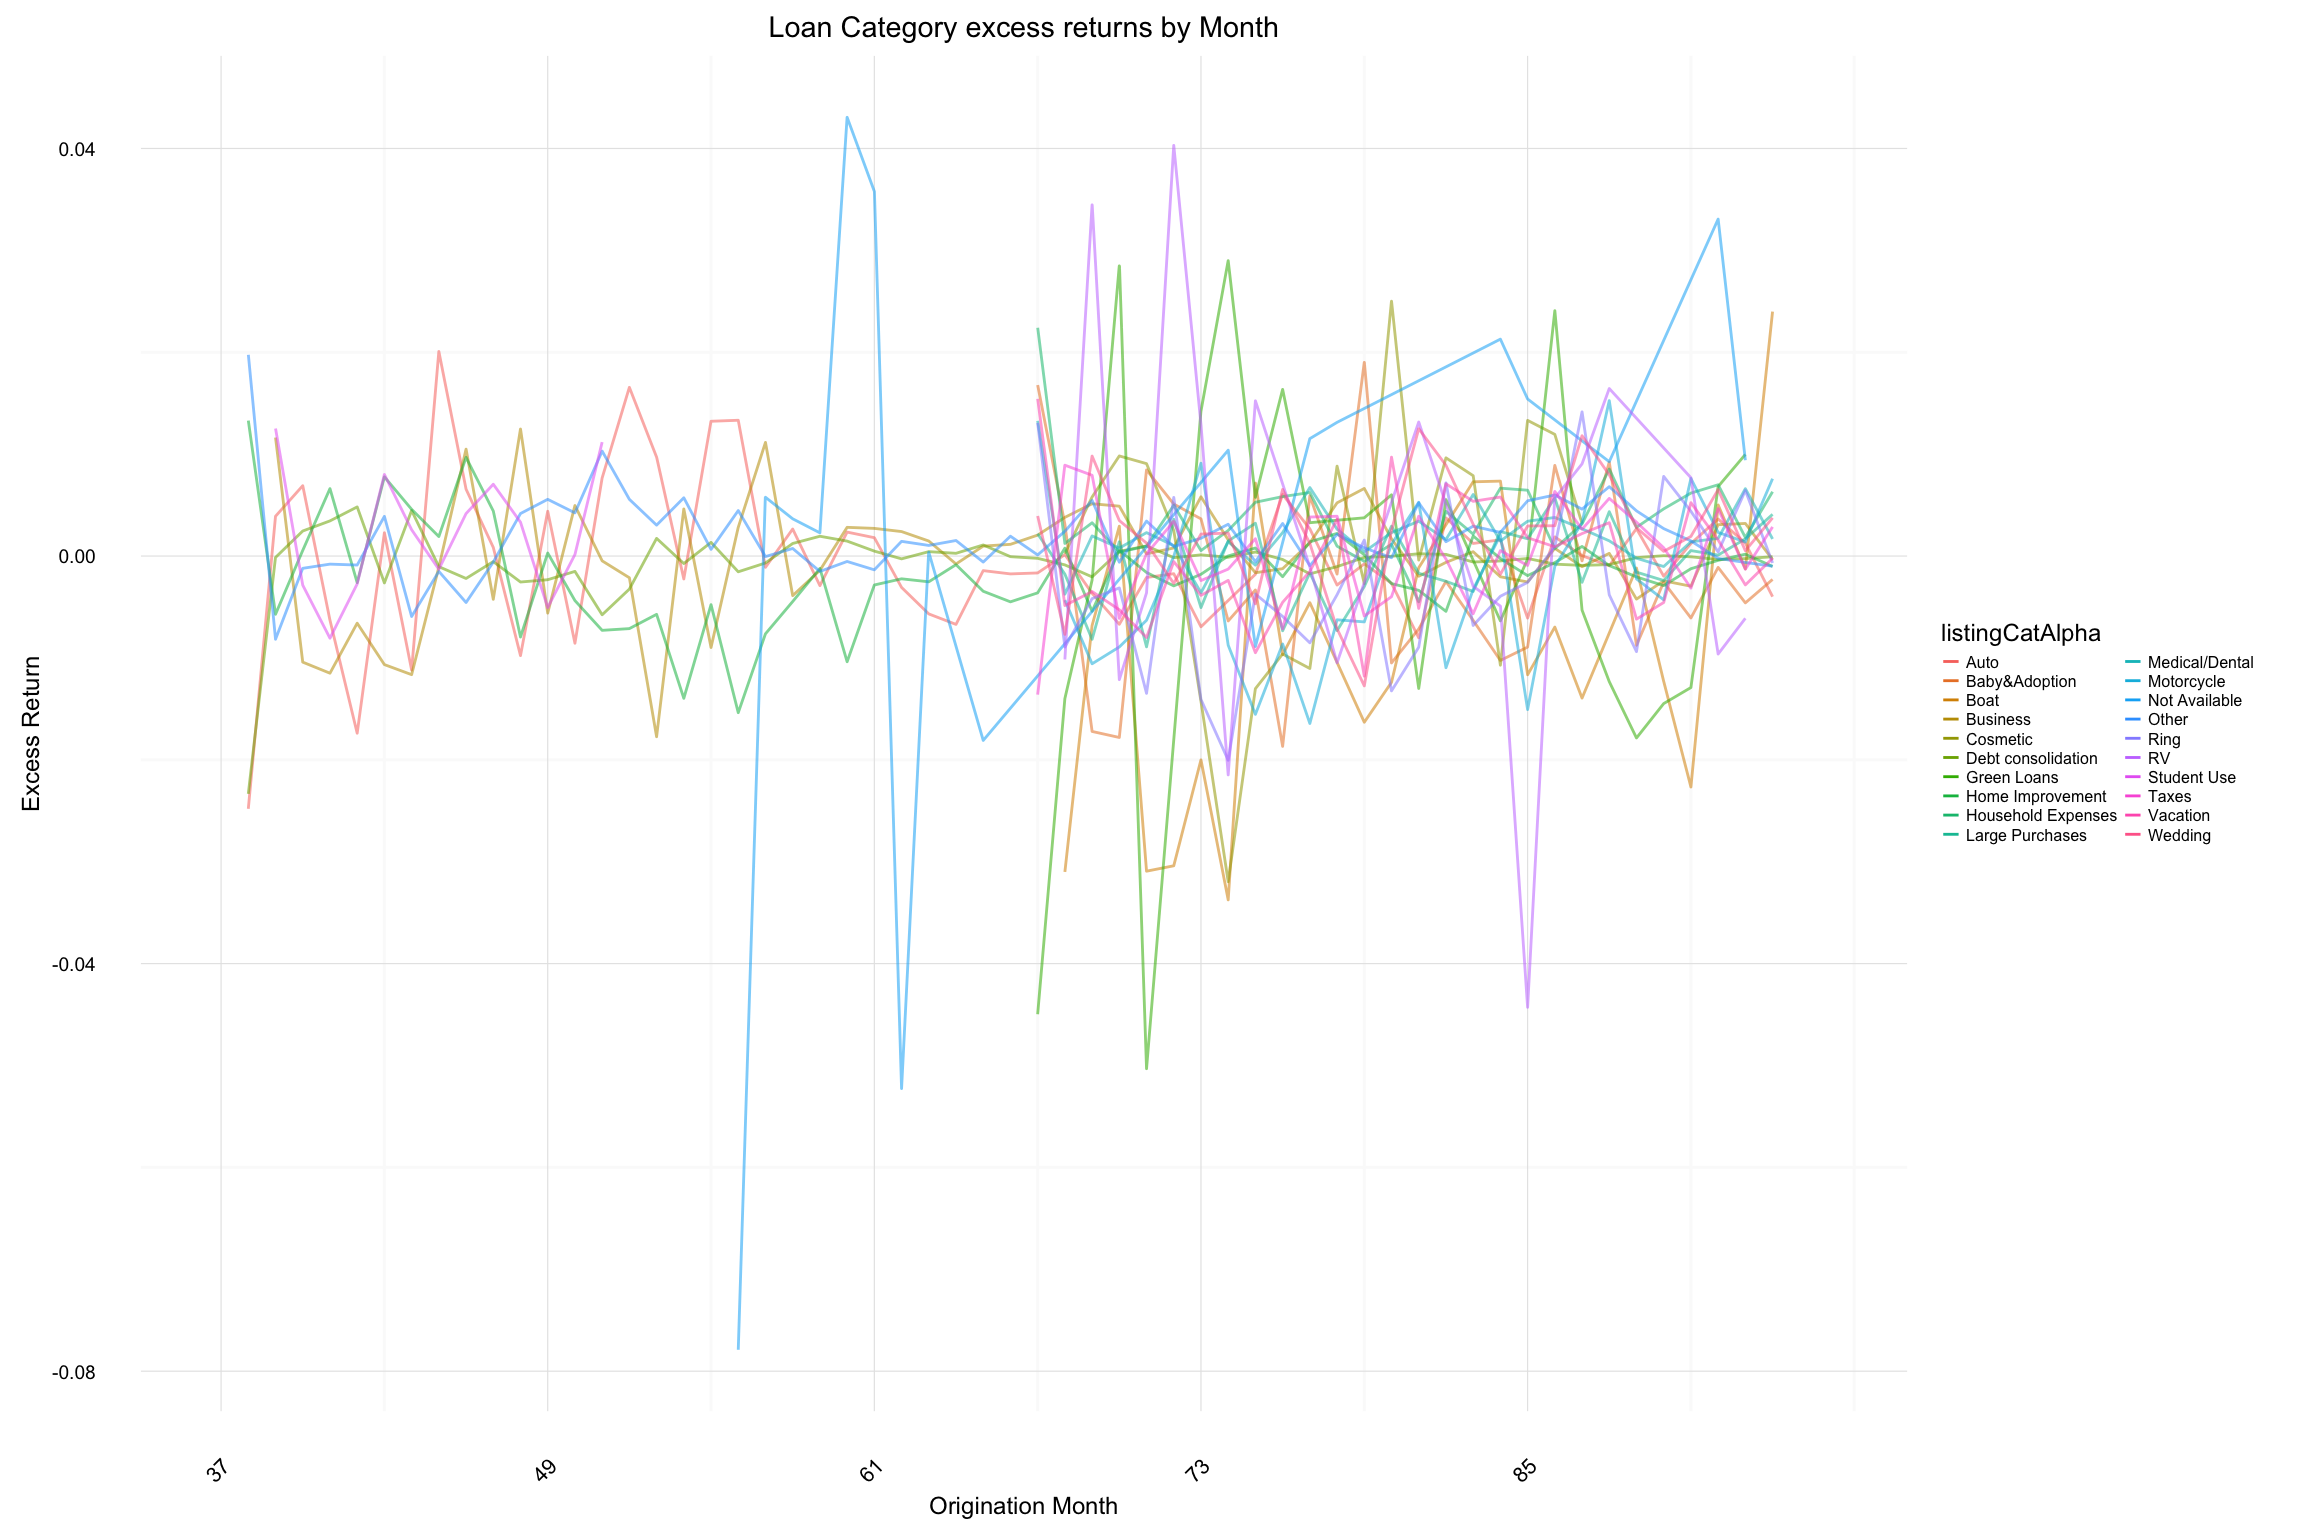 Loan Category excess returns by Month
0.04
0.00
-0.04
-0.08
Excess Return
37
49
61
73
85
Origination Month
listingCatAlpha
Auto
Baby&Adoption
Boat
Business
Cosmetic
Debt consolidation
Green Loans
Home Improvement
Household Expenses
Large Purchases
Medical/Dental
Motorcycle
Not Available
Other
Ring
RV
Student Use
Taxes
Vacation
Wedding